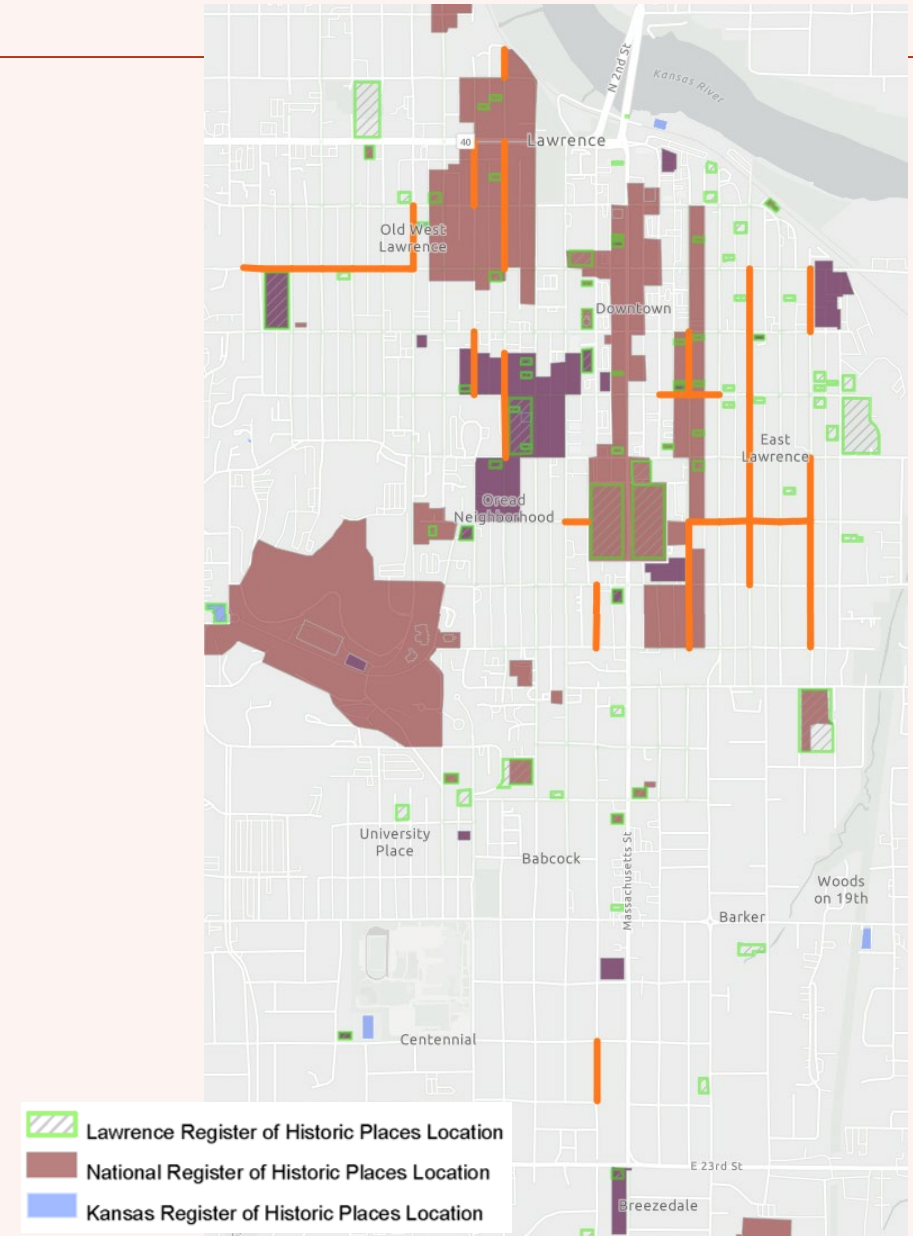 N 2nd St
Kansas River
40
Lawrence
Old West
Lawrence
Downtown
East
Lawrence
Oread
Neighborhood
University
Place
Babcock
Massachusetts St
Woods
on 19th
Barker
Centennial
E 23rd St
Breezedale
Lawrence Register of Historic Places Location
National Register of Historic Places Location
Kansas Register of Historic Places Location